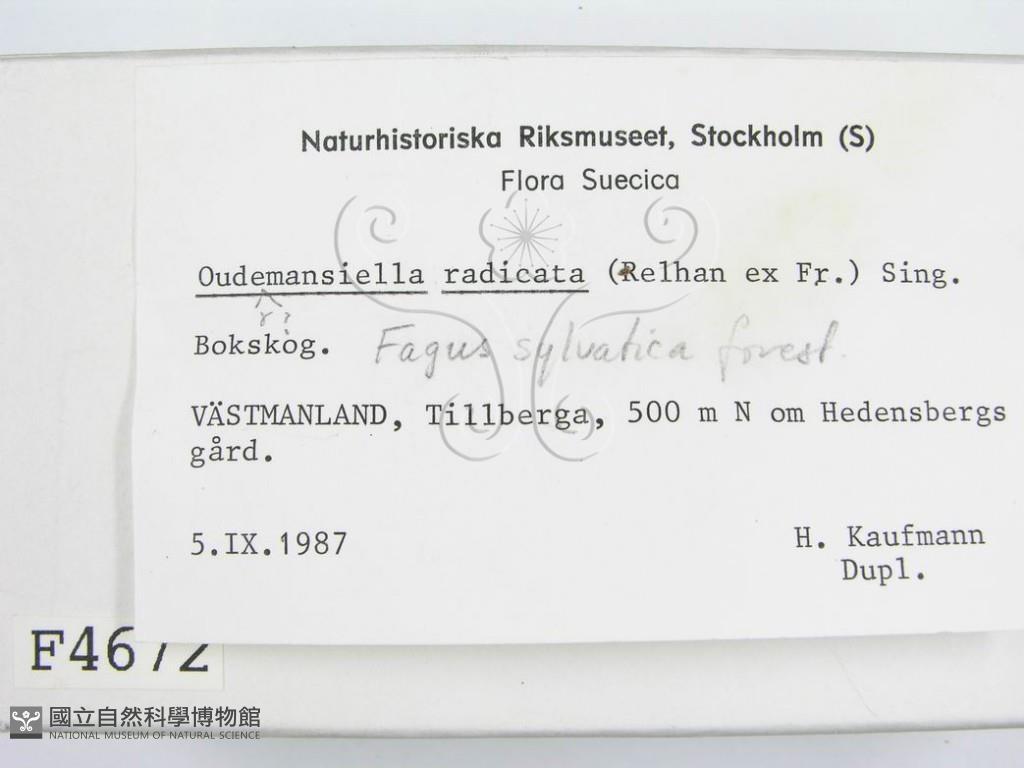 Naturhistoriska Riksmuseet, Stockholm (S)
Flora Suecica
Oudemansiella radicata (Relhan ex Fr.) Sing.
r?
Bokskog. Fagus sylvatica forest.
VÄSTMANLAND, Tillberga, 500 m N om Hedensbergs
gård.
5.IX.1987
H. Kaufmann
Dupl.
F4672
國立自然科學博物館
NATIONAL MUSEUM OF NATURAL SCIENCE